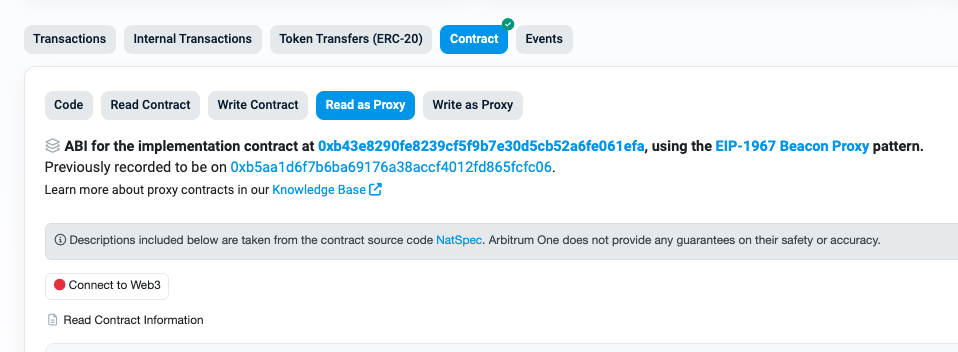 Transactions Internal Transactions Token Transfers (ERC-20) Contract Events
Code Read Contract Write Contract Read as Proxy Write as Proxy
ABI for the implementation contract at 0xb43e8290fe8239cf5f9b7e30d5cb52a6fe061efa, using the EIP-1967 Beacon Proxy pattern.
Previously recorded to be on 0xb5aa1d6f7b6ba69176a38accf4012fd865fcfc06.
Learn more about proxy contracts in our Knowledge Base
Descriptions included below are taken from the contract source code NatSpec. Arbitrum One does not provide any guarantees on their safety or accuracy.
Connect to Web3
Read Contract Information